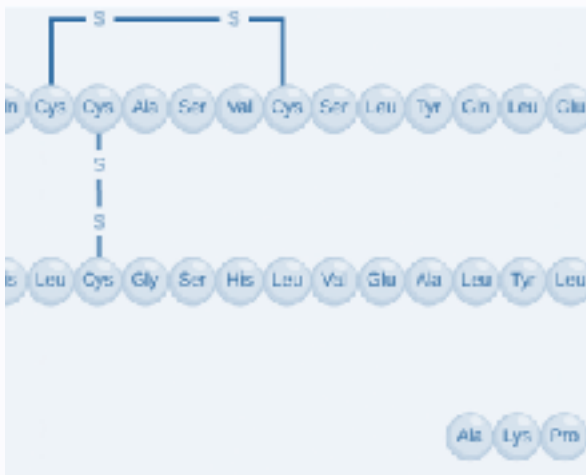 S S
Cys Cys Ala Ser Val Cys Ser Leu Tyr Gln Leu Glu
S
S
Leu Cys Gly Ser His Leu Val Glu Ala Leu Tyr Leu
Ala Lys Pro